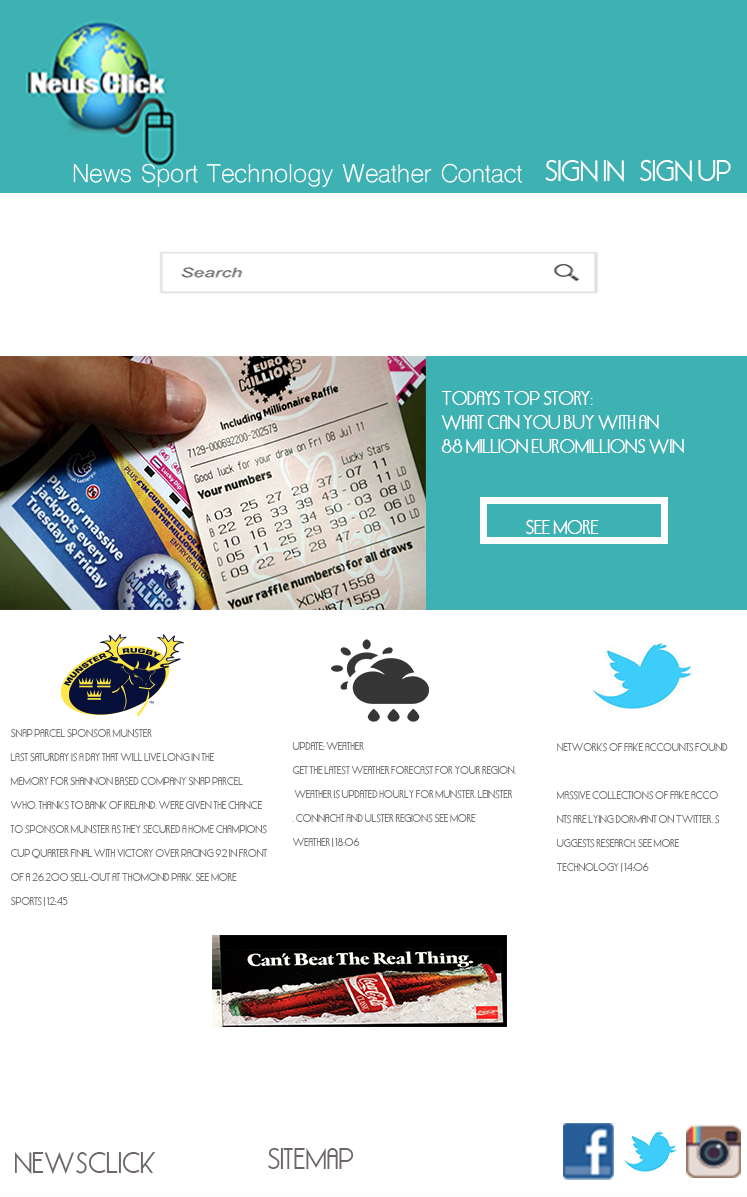 News Click
News Sport Technology Weather Contact SIGN IN SIGN UP
Search
EURO
MILLIONS
Including Millionaire Raffle
7129-000692200-202579
Good luck for your draw on Fri 08 Jul 11
Your numbers
Lucky Stars
A 03 25 27 28 37 - 07 11
B 22 26 33 39 43 - 08 11 LD
C 10 16 23 34 50 - 03 08 LD
D 05 11 25 29 39 - 02 06 LD
E 09 22 25 28 47 - 08 10 LD
Your raffle number(s) for all draws
XCW871558
871559
Play for massive
jackpots every
Tuesday & Friday
EURO
MILLIONS
TODAYS TOP STORY:
WHAT CAN YOU BUY WITH AN
88 MILLION EUROMILLIONS WIN
SEE MORE
MUNSTER RUGBY
SNAP PARCEL SPONSOR MUNSTER
LAST SATURDAY IS A DAY THAT WILL LIVE LONG IN THE
MEMORY FOR SHANNON BASED COMPANY SNAP PARCEL
WHO. THANKS TO BANK OF IRELAND. WERE GIVEN THE CHANCE
TO SPONSOR MUNSTER AS THEY SECURED A HOME CHAMPIONS
CUP QUARTER FINAL WITH VICTORY OVER RACING 92 IN FRONT
OF A 26.200 SELL-OUT AT THOMOND PARK. SEE MORE
SPORTS | 12:45
UPDATE: WEATHER
GET THE LATEST WEATHER FORECAST FOR YOUR REGION.
WEATHER IS UPDATED HOURLY FOR MUNSTER. LEINSTER
. CONNACHT AND ULSTER REGIONS SEE MORE
WEATHER | 18:06
NETWORKS OF FAKE ACCOUNTS FOUND
MASSIVE COLLECTIONS OF FAKE ACCO
NTS ARE LYING DORMANT ON TWITTER. S
UGGESTS RESEARCH. SEE MORE
TECHNOLOGY | 14:06
Can't Beat The Real Thing.
Coca-Cola
CLASSIC
NEWSCLICK
SITEMAP